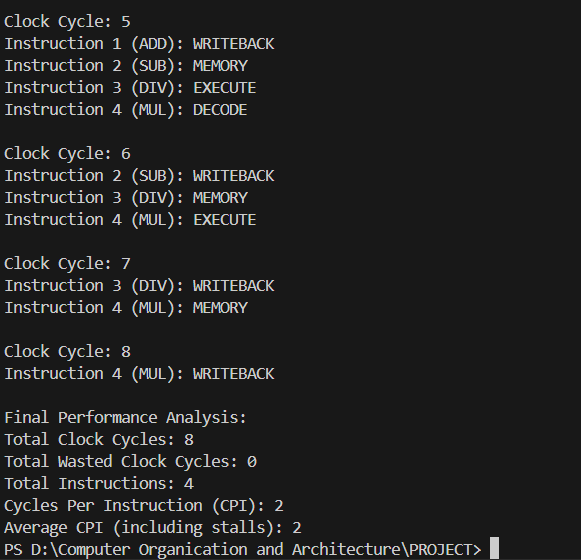 Clock Cycle: 5
Instruction 1 (ADD): WRITEBACK
Instruction 2 (SUB): MEMORY
Instruction 3 (DIV): EXECUTE
Instruction 4 (MUL): DECODE
Clock Cycle: 6
Instruction 2 (SUB): WRITEBACK
Instruction 3 (DIV): MEMORY
Instruction 4 (MUL): EXECUTE
Clock Cycle: 7
Instruction 3 (DIV): WRITEBACK
Instruction 4 (MUL): MEMORY
Clock Cycle: 8
Instruction 4 (MUL): WRITEBACK
Final Performance Analysis:
Total Clock Cycles: 8
Total Wasted Clock Cycles: 0
Total Instructions: 4
Cycles Per Instruction (CPI): 2
Average CPI (including stalls): 2
PS D:\Computer Organication and Architecture\PROJECT>